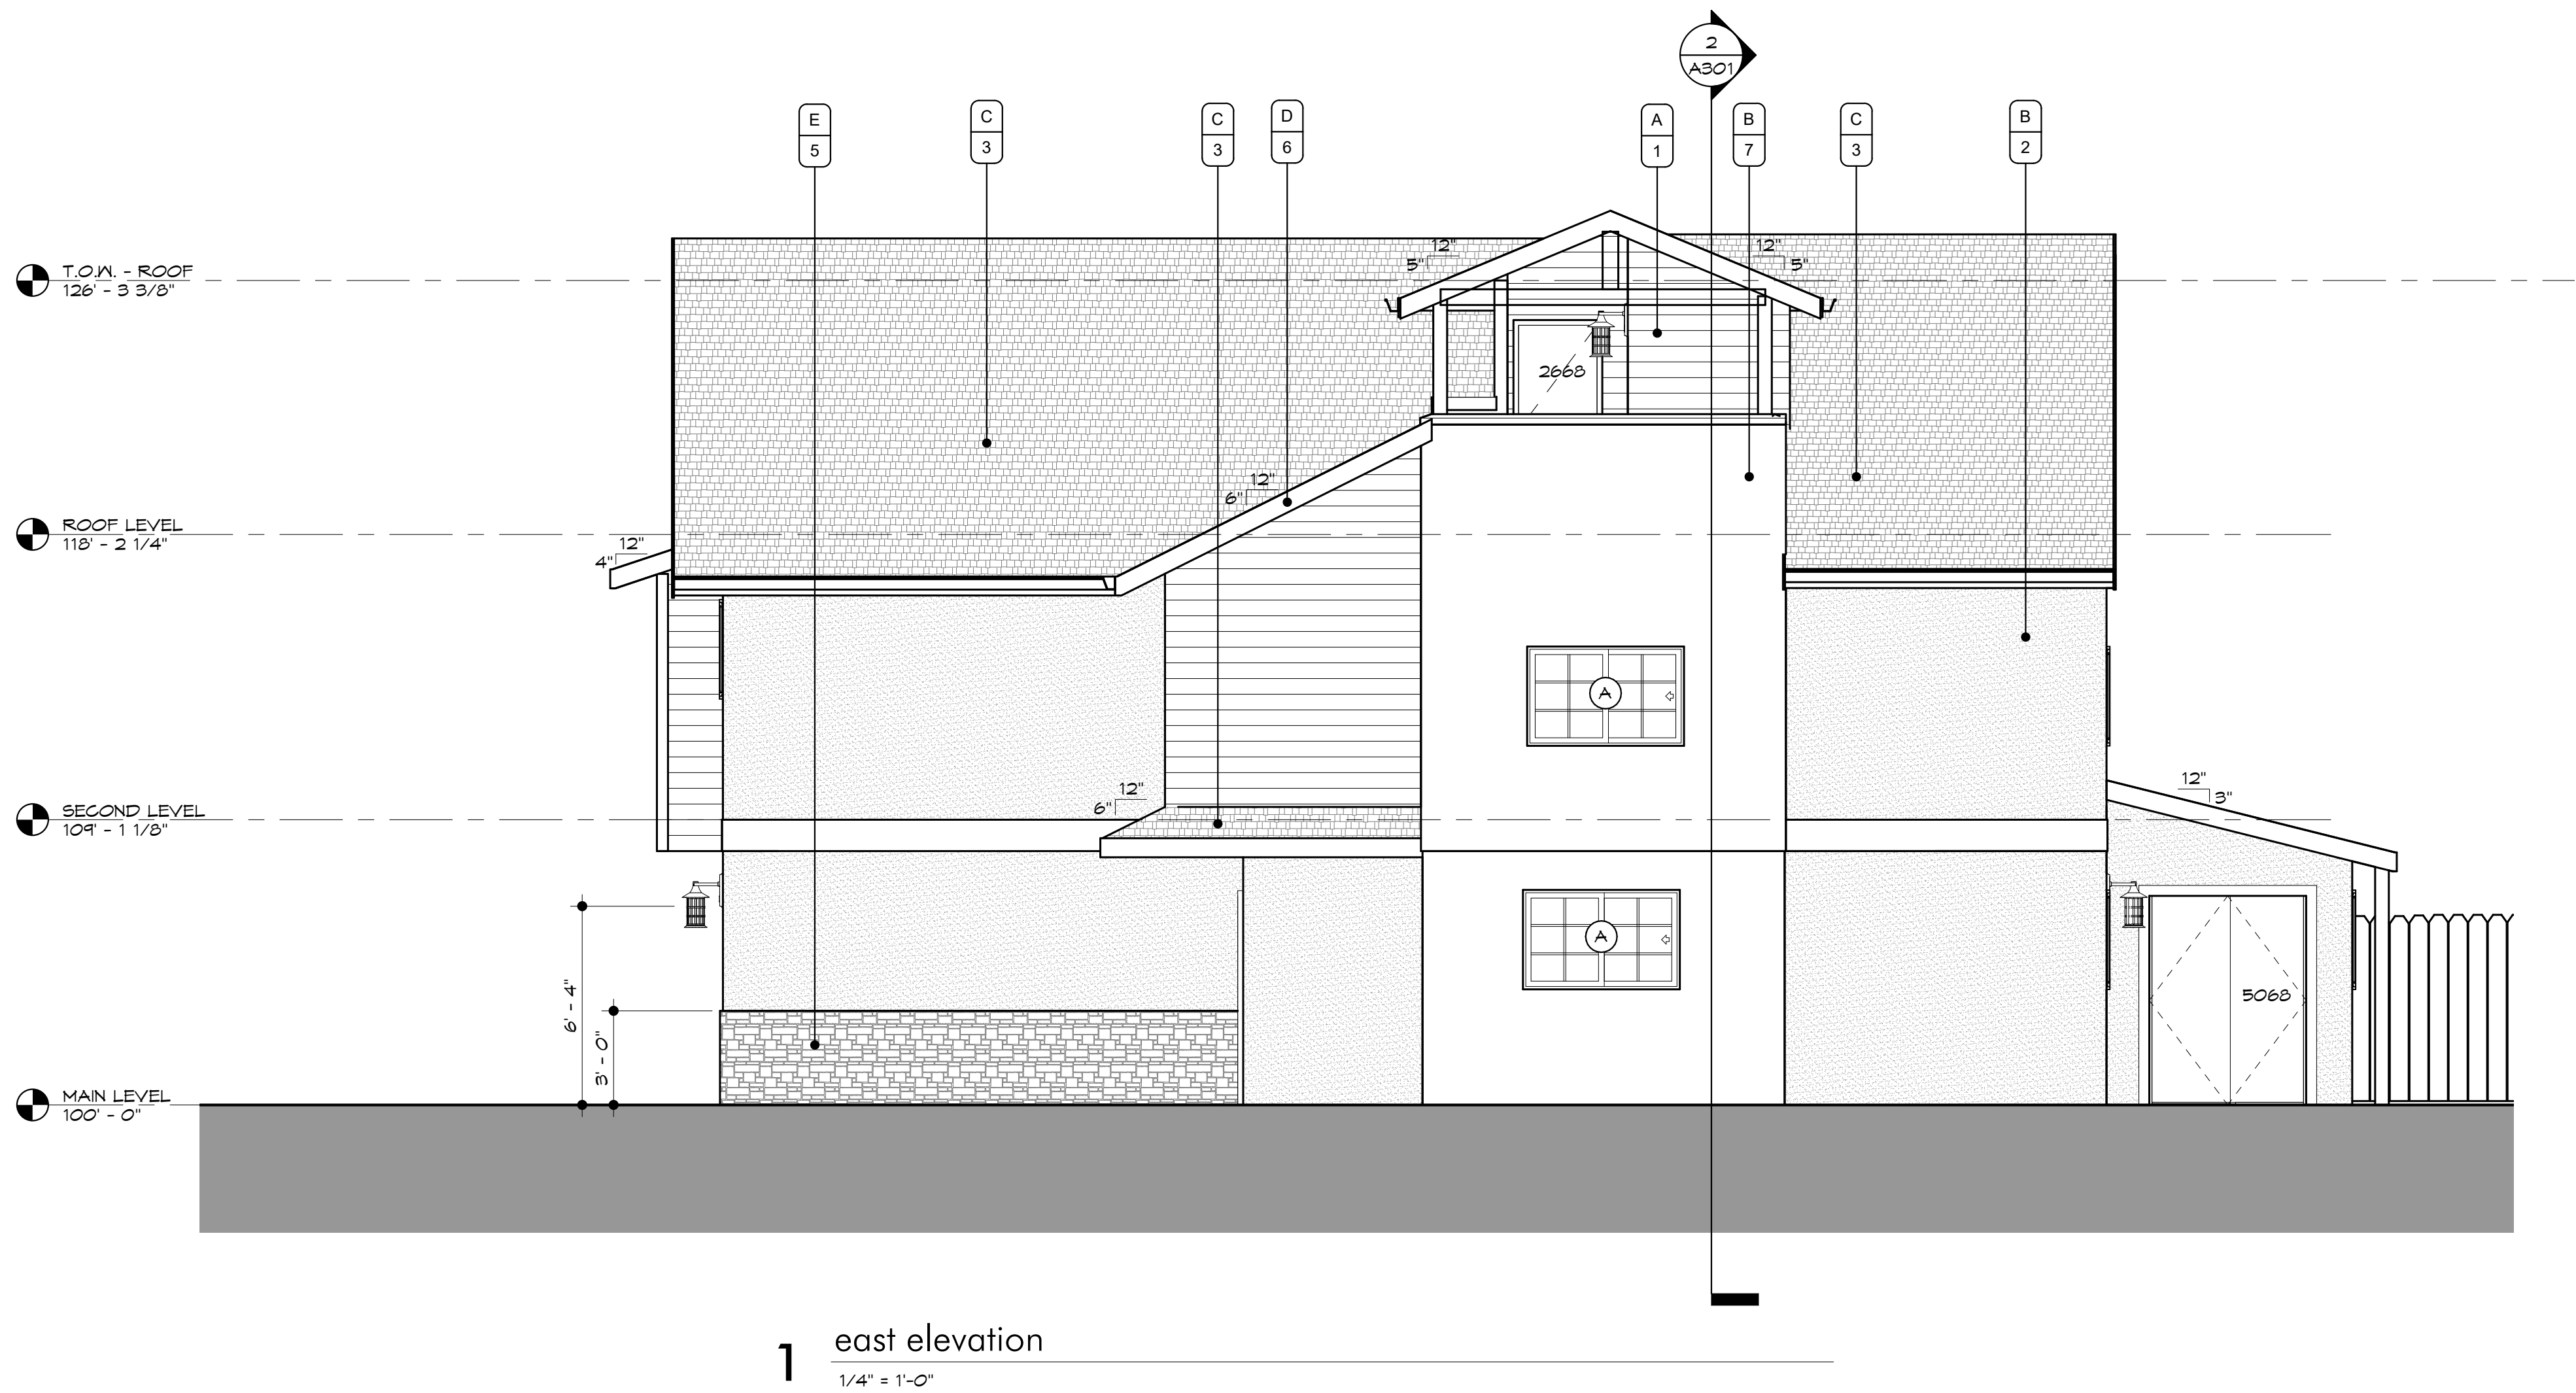 2
A301
E
5
C
3
C
3
D
6
A
1
B
7
C
3
B
2
T.O.W. - ROOF
126' - 3 3/8"
12"
5"
12"
5"
2668
12"
6"
ROOF LEVEL
118' - 2 1/4"
12"
4"
A
12"
3"
12"
6"
SECOND LEVEL
109' - 1 1/8"
A
6' - 4"
3' - 0"
5068
MAIN LEVEL
100' - 0"
1
east elevation
1/4" = 1'-0"